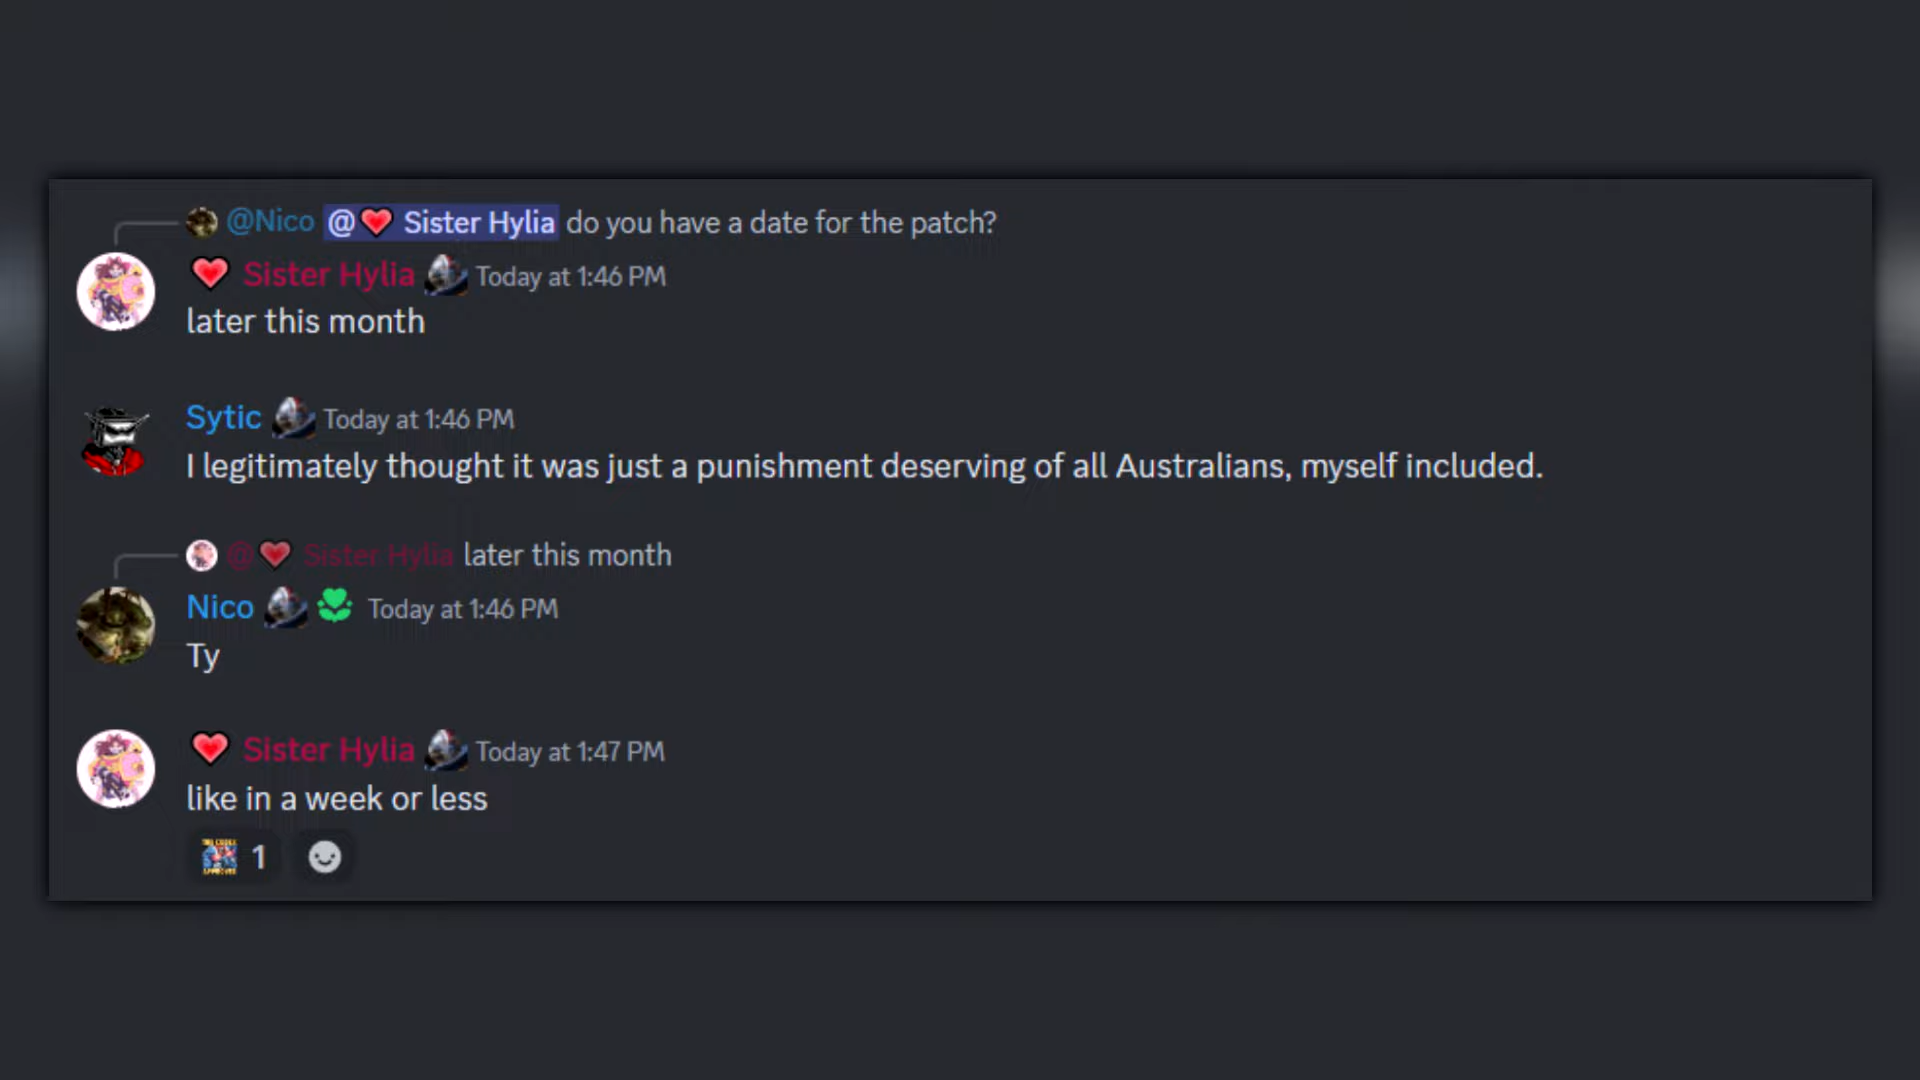 @Nico @❤️ Sister Hylia do you have a date for the patch?
❤️ Sister Hylia Today at 1:46 PM
later this month
Sytic Today at 1:46 PM
I legitimately thought it was just a punishment deserving of all Australians, myself included.
@❤️ Sister Hylia later this month
Nico Today at 1:46 PM
Ty
❤️ Sister Hylia Today at 1:47 PM
like in a week or less
1